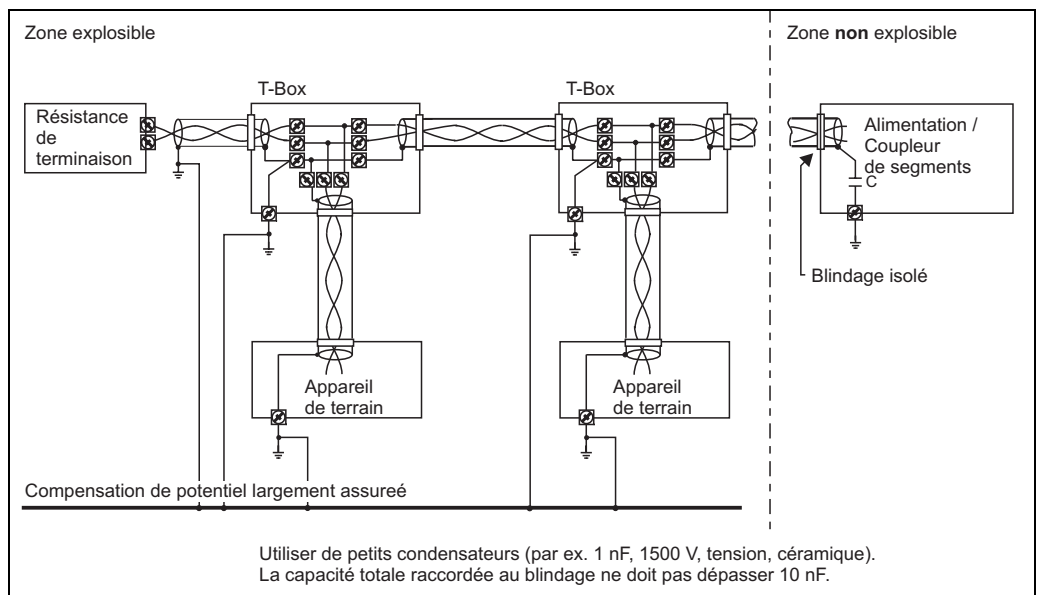 Zone explosible
Zone non explosible
T-Box
T-Box
Résistance
de
terminaison
Alimentation /
Coupleur
de segments
C
Blindage isolé
Appareil
de terrain
Appareil
de terrain
Compensation de potentiel largement assureé
Utiliser de petits condensateurs (par ex. 1 nF, 1500 V, tension, céramique).
La capacité totale raccordée au blindage ne doit pas dépasser 10 nF.